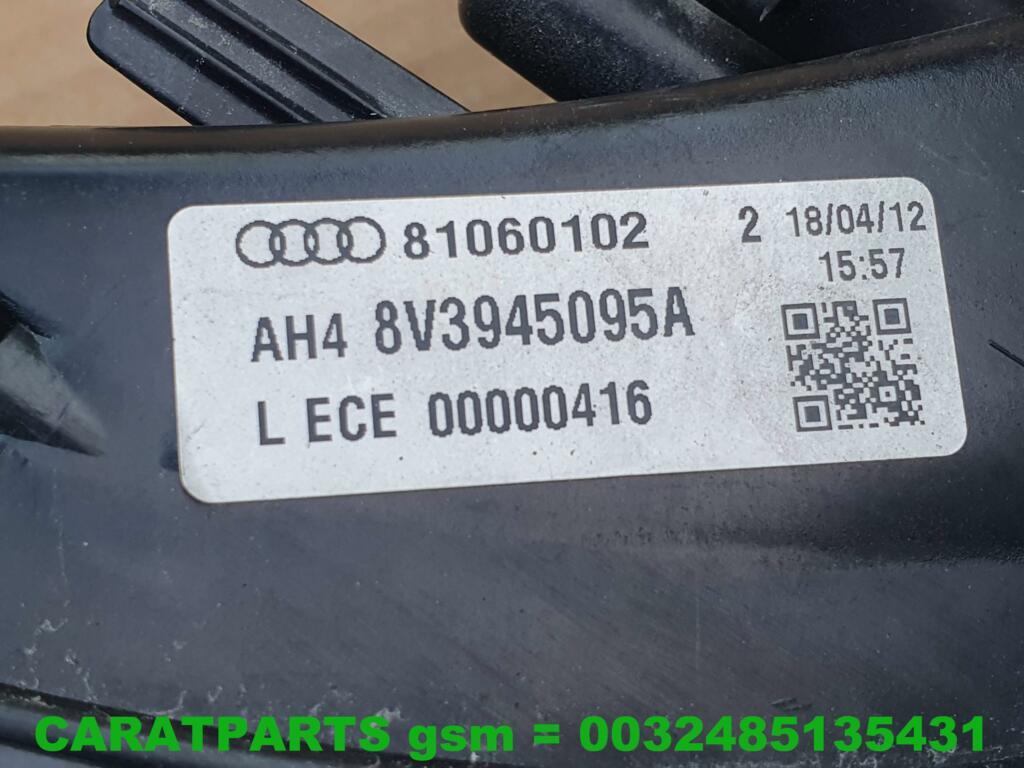 81060102 2 18/04/12
15:57
AH4 8V3945095A
L ECE 00000416
CARATPARTS gsm = 0032485135431